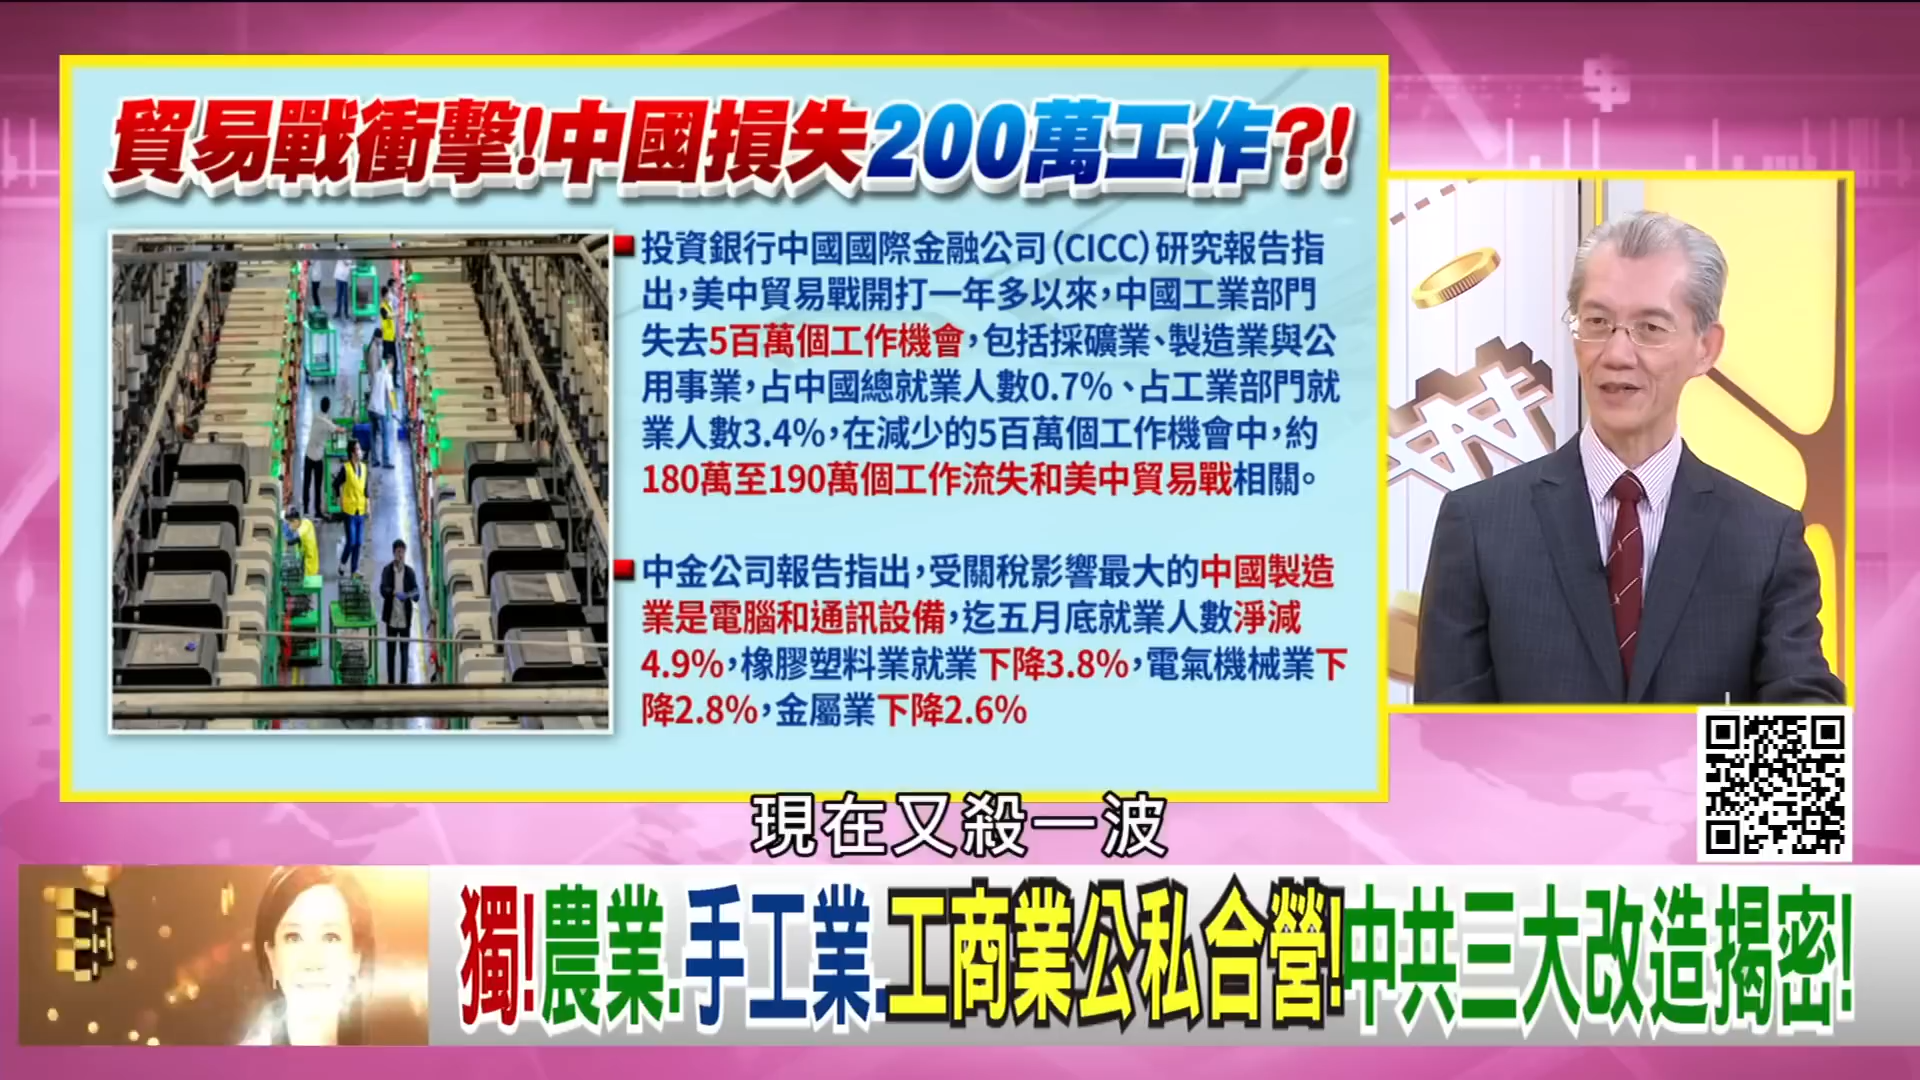 貿易戰衝擊!中國損失200萬工作?!
投資銀行中國國際金融公司(CICC)研究報告指
出,美中貿易戰開打一年多以來,中國工業部門
失去5百萬個工作機會,包括採礦業、製造業與公
用事業,占中國總就業人數0.7%、占工業部門就
業人數3.4%,在減少的5百萬個工作機會中,約
180萬至190萬個工作流失和美中貿易戰相關。
中金公司報告指出,受關稅影響最大的中國製造
業是電腦和通訊設備,迄五月底就業人數淨減
4.9%,橡膠塑料業就業下降3.8%,電氣機械業下
降2.8%,金屬業下降2.6%
現在又殺一波
獨!農業.手工業.工商業公私合營!中共三大改造揭密!